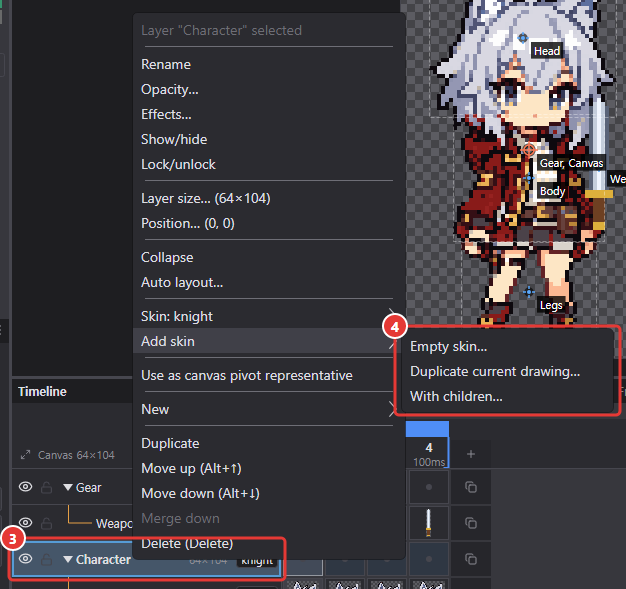 Layer "Character" selected
Rename
Opacity...
Effects...
Show/hide
Lock/unlock
Layer size... (64×104)
Position... (0, 0)
Collapse
Auto layout...
Skin: knight
Add skin
Use as canvas pivot representative
New
Duplicate
Move up (Alt+↑)
Move down (Alt+↓)
Merge down
Delete (Delete)
Head
Gear, Canvas
We
Body
Legs
4
Empty skin...
Duplicate current drawing...
With children...
Timeline
Canvas 64×104
4
100ms
+
Gear
Weapo
3
Character
64×104
knight